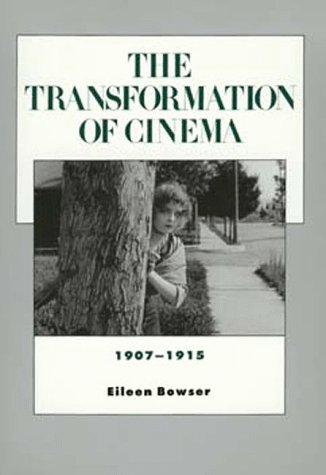 THE
TRANSFORMATION
OF CINEMA
1907–1915
Eileen Bowser